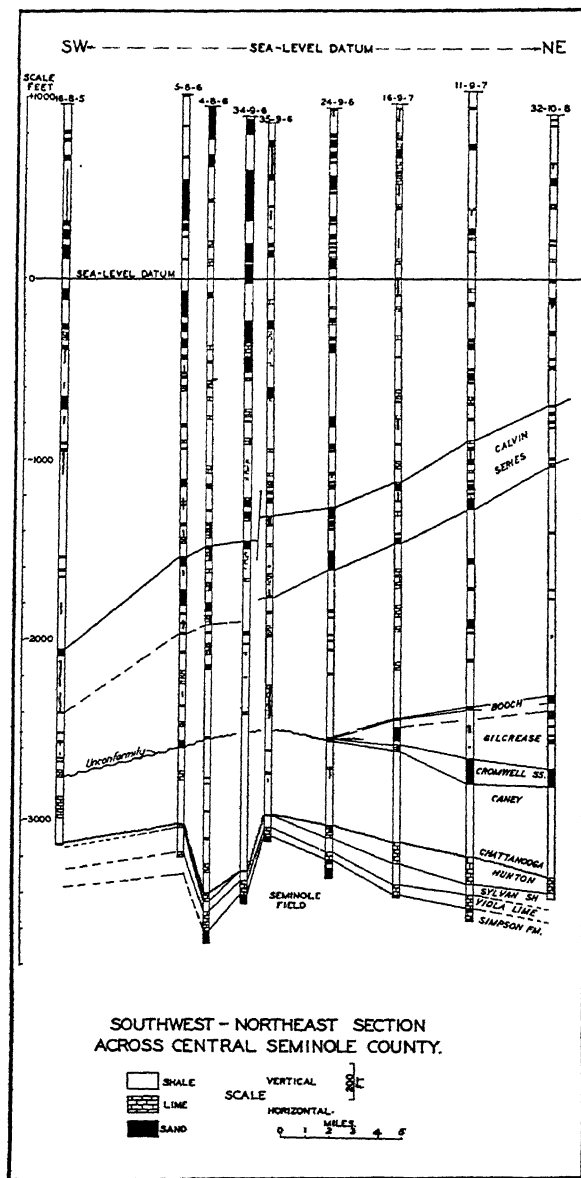 SW SEA-LEVEL DATUM NE
SCALE
FEET
+1000 16-8-5 5-6-6 4-8-6 34-9-6 35-9-6 24-9-6 16-9-7 11-9-7 32-10-8
0
SEA-LEVEL DATUM
CALVIN
SERIES
-1000
-2000
BOOCH
GILCREASE
Unconformity
CROMWELL SS.
CANEY
-3000
CHATTANOOGA
HUNTON
SYLVAN SH
VIOLA LIME
SIMPSON FM.
SEMINOLE
FIELD
SOUTHWEST-NORTHEAST SECTION
ACROSS CENTRAL SEMINOLE COUNTY.
SHALE
LIME
SAND
SCALE
VERTICAL
200
FT
HORIZONTAL-
MILES
0 1 2 3 4 5